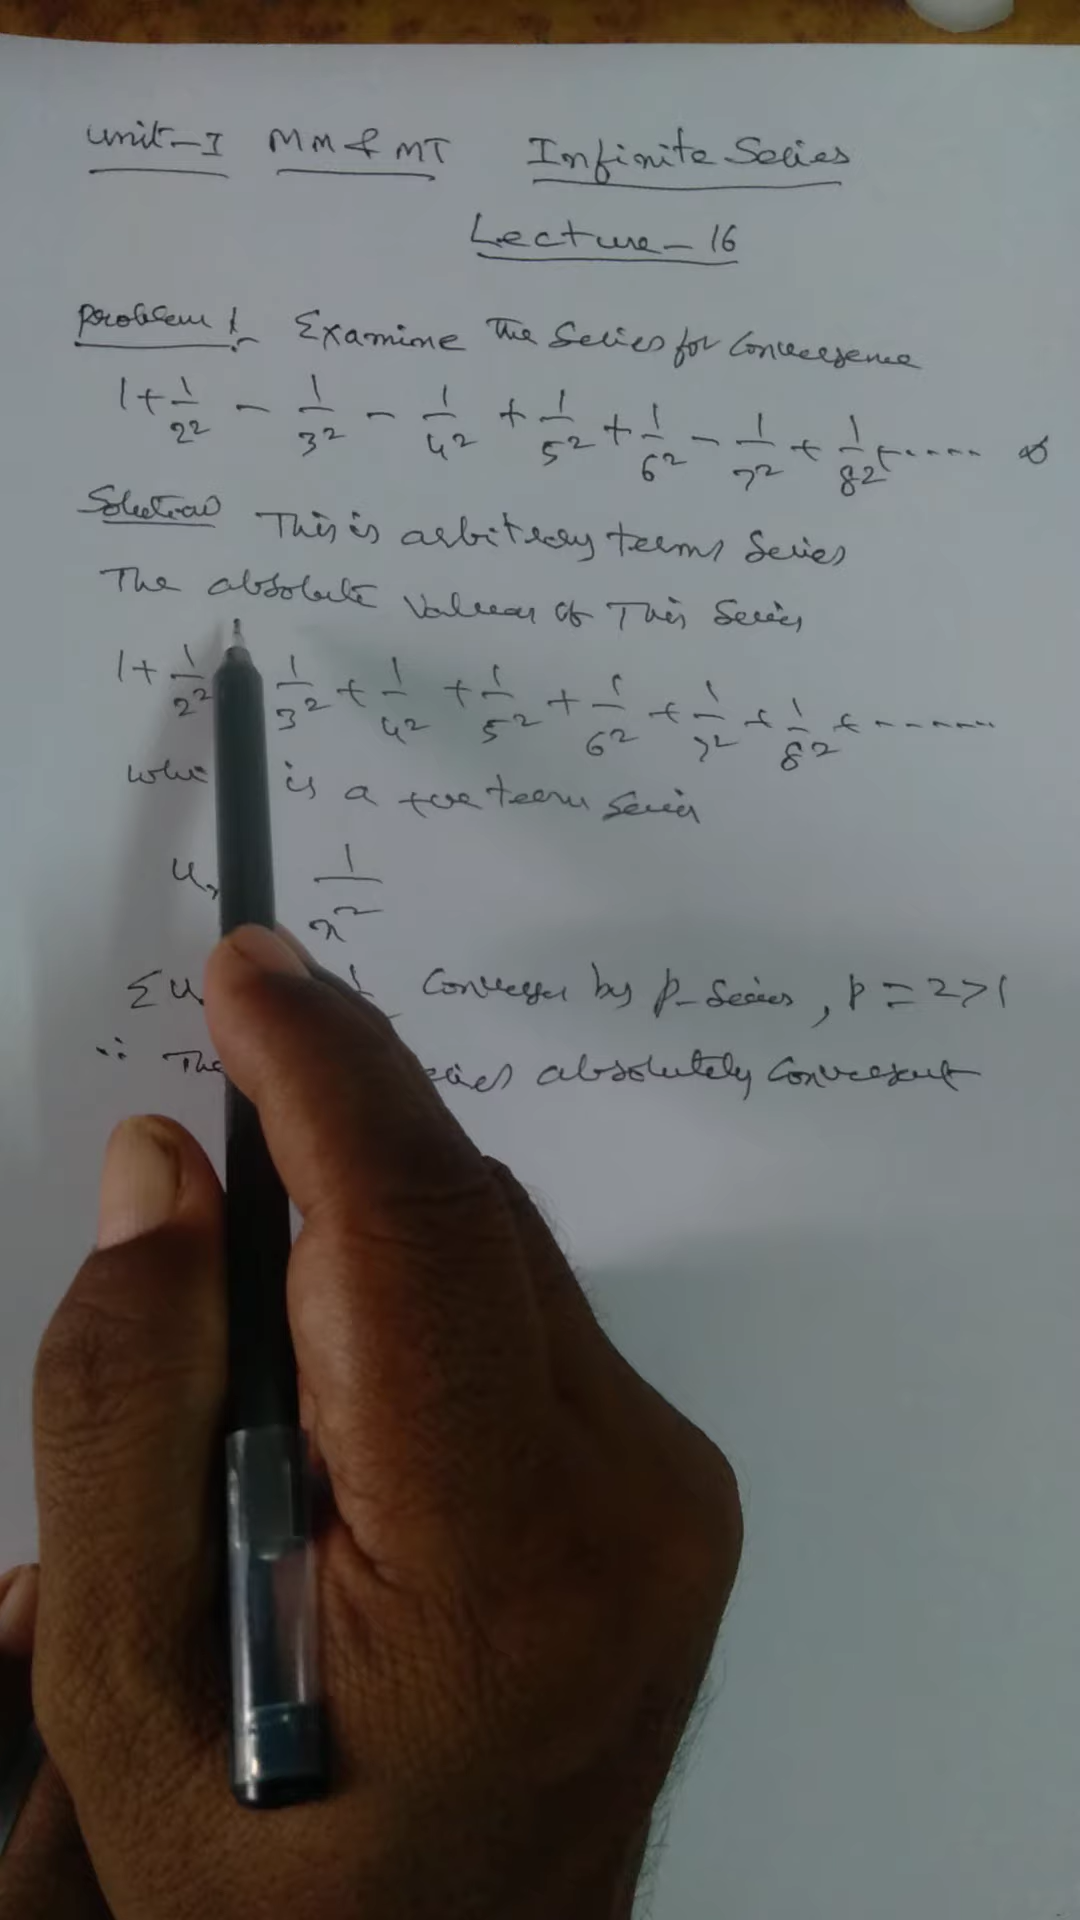 Unit-I MM & MT Infinite Series
Lecture-16
Problem 1:- Examine The Series for Convergence
1+1/2² - 1/3² - 1/4² + 1/5² + 1/6² - 1/7² + 1/8² + .....
Solution This is arbitrary terms Series
The absolute Values of This Series
1+1/2² 1/3² + 1/4² + 1/5² + 1/6² + 1/7² + 1/8² + ------
whi is a +ve term Series
u 1/n²
Σu Converges by p-Series, p=2>1
∴ The absolutely Convergent